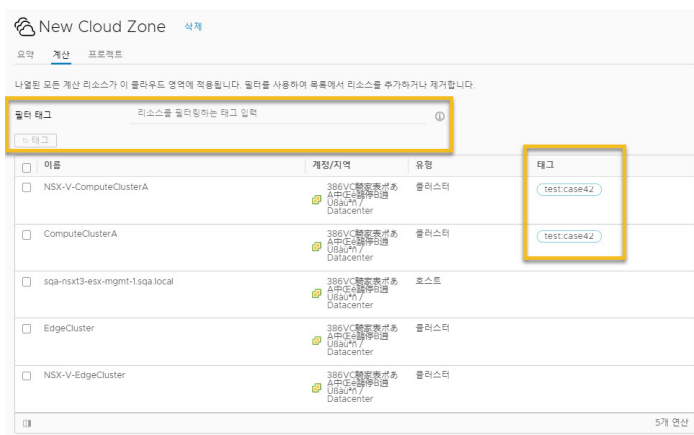 New Cloud Zone 삭제
요약 계산 프로젝트
나열된 모든 계산 리소스가 이 클라우드 영역에 적용됩니다. 필터를 사용하여 목록에서 리소스를 추가하거나 제거합니다.
필터 태그 리소스를 필터링하는 태그 입력
태그
이름 계정/지역 유형 태그
NSX-V-ComputeClusterA 386VC 클러스터 test:case42
Datacenter
ComputeClusterA 386VC 클러스터 test:case42
Datacenter
sqa-nsxt3-esx-mgmt-1.sqa.local 386VC 호스트
Datacenter
EdgeCluster 386VC 클러스터
Datacenter
NSX-V-EdgeCluster 386VC 클러스터
Datacenter
5개 연산